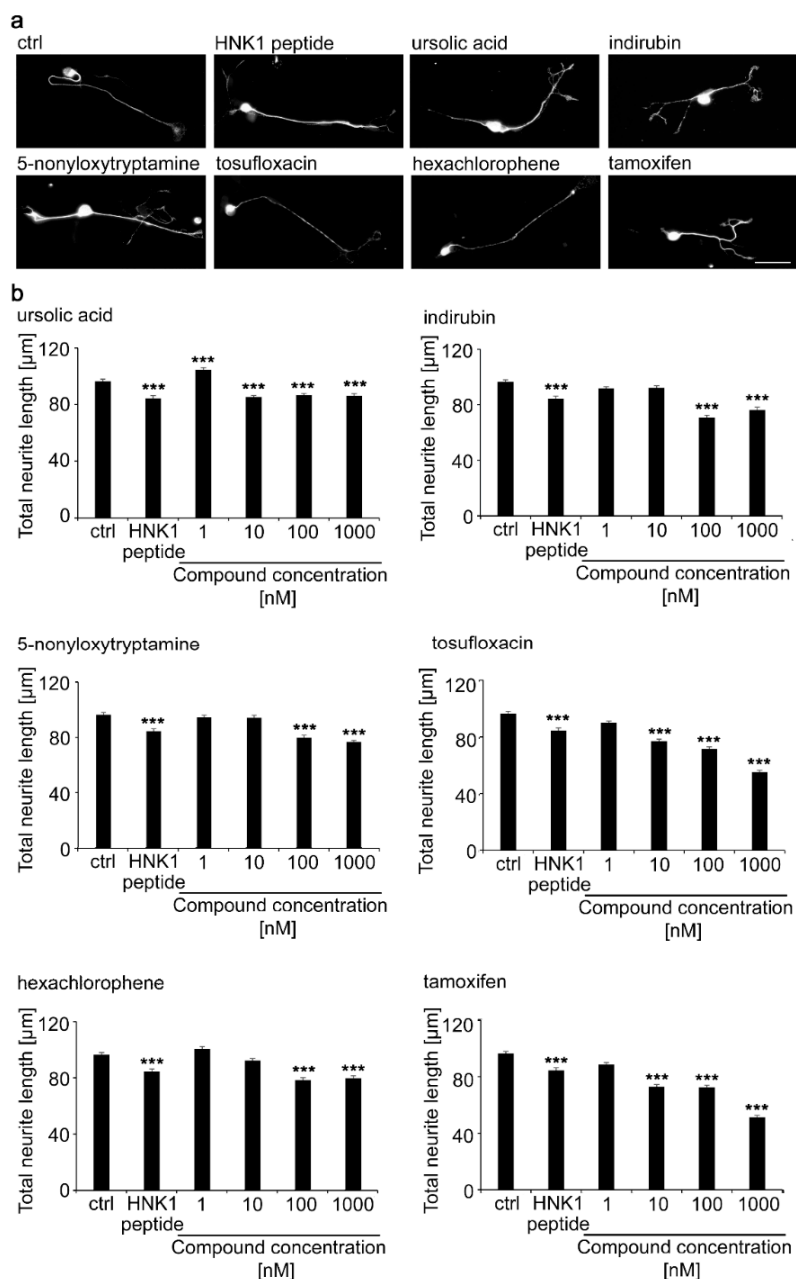 a
ctrl HNK1 peptide ursolic acid indirubin
5-nonyloxytryptamine tosufloxacin hexachlorophene tamoxifen
b
ursolic acid
Total neurite length [µm]
120
80
40
0
***
***
***
***
***
ctrl HNK1 peptide 1 10 100 1000
Compound concentration
[nM]
indirubin
Total neurite length [µm]
120
80
40
0
***
***
***
ctrl HNK1 peptide 1 10 100 1000
Compound concentration
[nM]
5-nonyloxytryptamine
Total neurite length [µm]
120
80
40
0
***
***
***
ctrl HNK1 peptide 1 10 100 1000
Compound concentration
[nM]
tosufloxacin
Total neurite length [µm]
120
80
40
0
***
***
***
***
ctrl HNK1 peptide 1 10 100 1000
Compound concentration
[nM]
hexachlorophene
Total neurite length [µm]
120
80
40
0
***
***
***
ctrl HNK1 peptide 1 10 100 1000
Compound concentration
[nM]
tamoxifen
Total neurite length [µm]
120
80
40
0
***
***
***
***
ctrl HNK1 peptide 1 10 100 1000
Compound concentration
[nM]